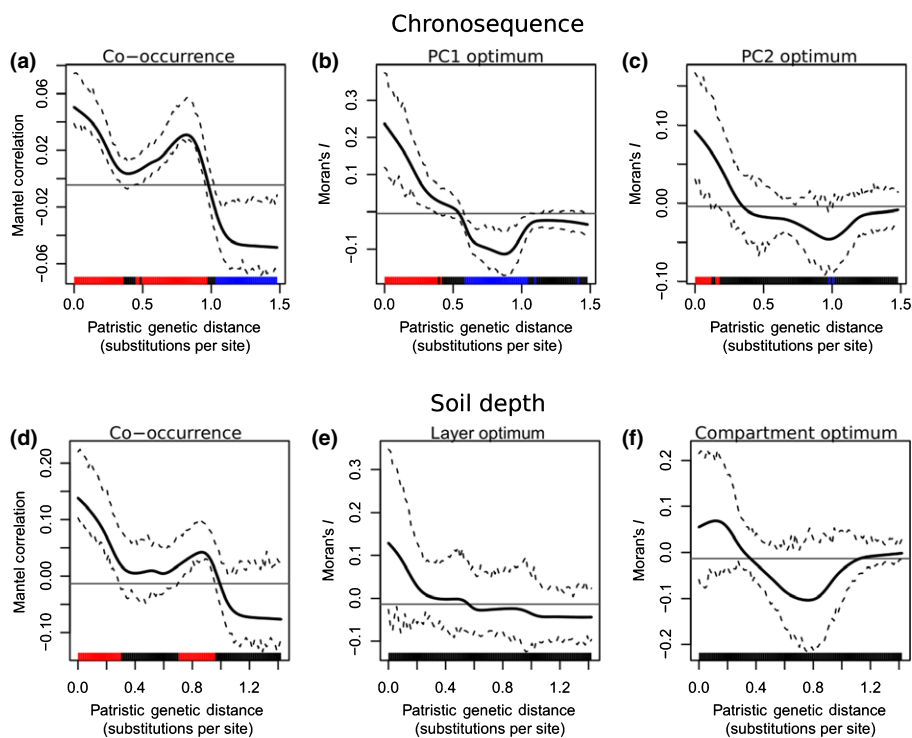 Chronosequence
(a) Co−occurrence
(b) PC1 optimum
(c) PC2 optimum
Mantel correlation
0.06
0.02
−0.02
−0.06
0.0 0.5 1.0 1.5
Patristic genetic distance
(substitutions per site)
Moran's I
0.3
0.2
0.1
−0.1
0.0 0.5 1.0 1.5
Patristic genetic distance
(substitutions per site)
Moran's I
0.10
0.00
−0.10
0.0 0.5 1.0 1.5
Patristic genetic distance
(substitutions per site)
Soil depth
(d) Co−occurrence
(e) Layer optimum
(f) Compartment optimum
Mantel correlation
0.20
0.10
0.00
−0.10
0.0 0.4 0.8 1.2
Patristic genetic distance
(substitutions per site)
Moran's I
0.3
0.1
0.0
−0.1
0.0 0.4 0.8 1.2
Patristic genetic distance
(substitutions per site)
Moran's I
0.2
0.1
0.0
−0.1
−0.2
0.0 0.4 0.8 1.2
Patristic genetic distance
(substitutions per site)